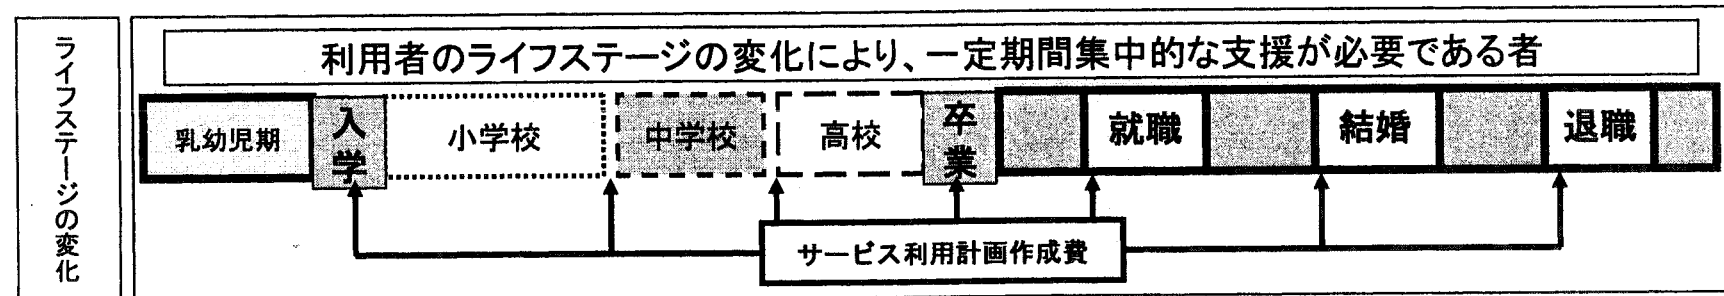 ライフステージの変化
利用者のライフステージの変化により、一定期間集中的な支援が必要である者
乳幼児期
入学
小学校
中学校
高校
卒業
就職
結婚
退職
サービス利用計画作成費